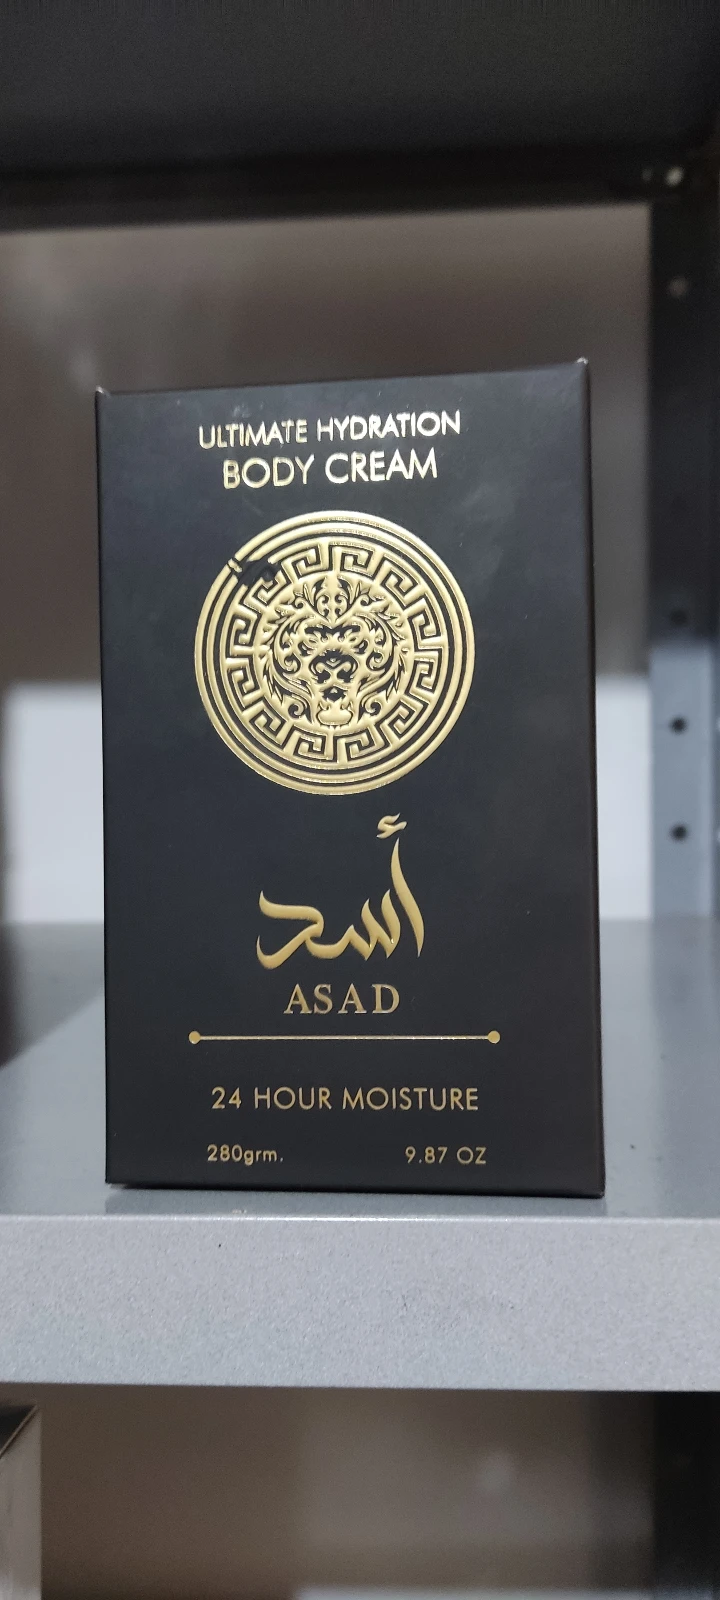 ULTIMATE HYDRATION
BODY CREAM
أسد
ASAD
24 HOUR MOISTURE
280grm. 9.87 OZ